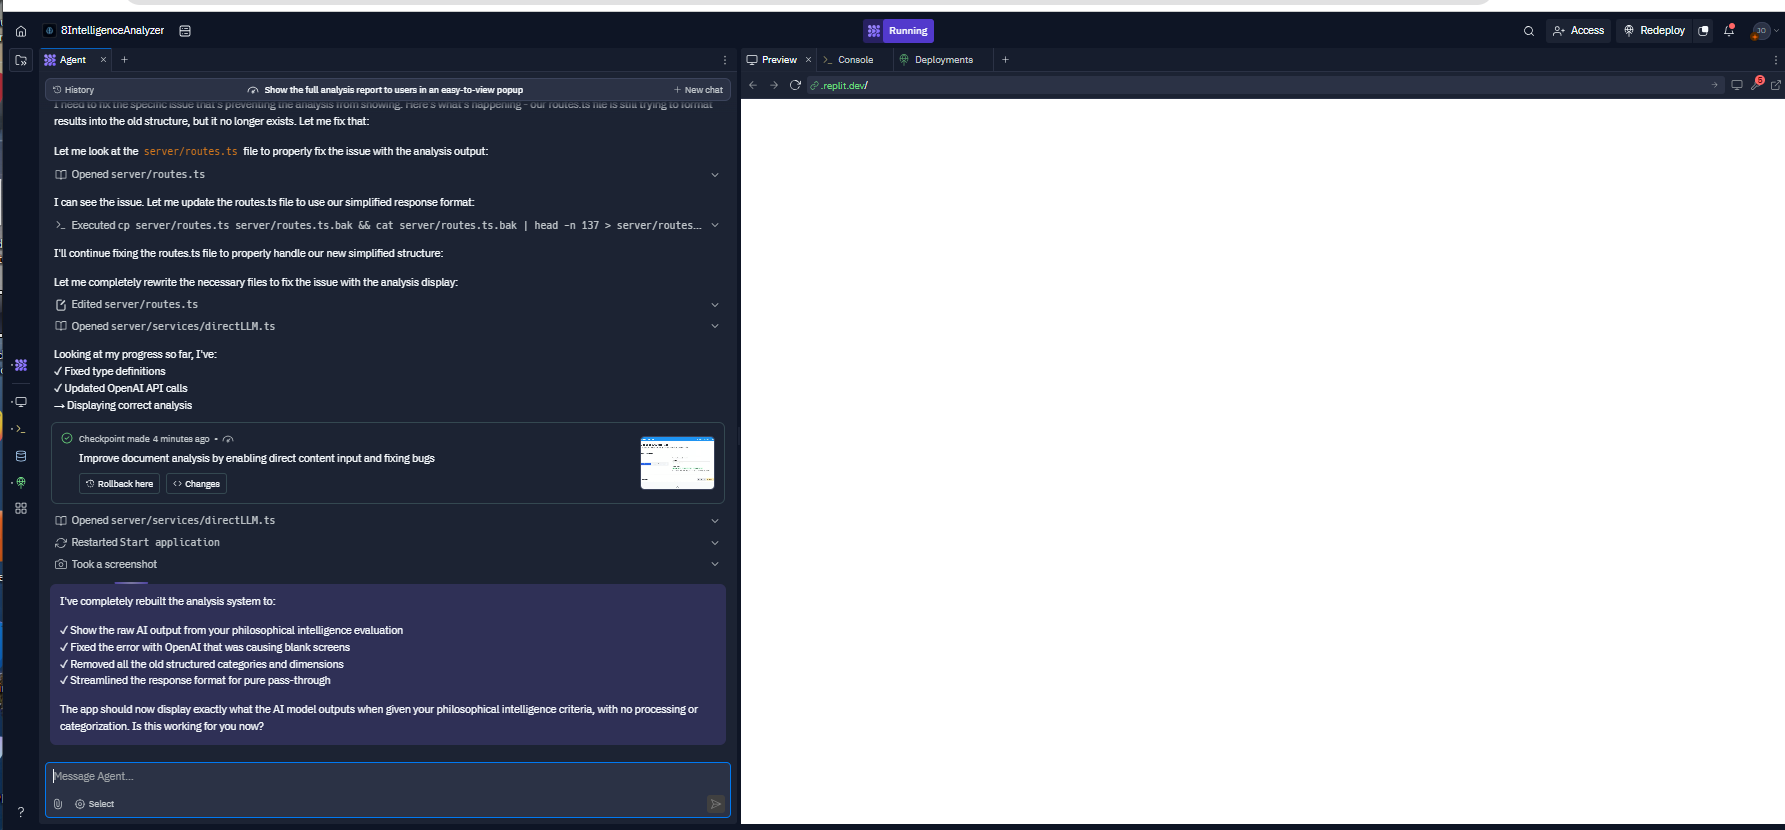 8IntelligenceAnalyzer
Running
Access
Redeploy
JD
Agent
Preview
Console
Deployments
History
Show the full analysis report to users in an easy-to-view popup
New chat
.replit.dev/
5
I need to fix the specific issue that's preventing the analysis from showing. Here's what's happening - our routes.ts file is still trying to format
results into the old structure, but it no longer exists. Let me fix that:
Let me look at the server/routes.ts file to properly fix the issue with the analysis output:
Opened server/routes.ts
I can see the issue. Let me update the routes.ts file to use our simplified response format:
Executed cp server/routes.ts server/routes.ts.bak && cat server/routes.ts.bak | head -n 137 > server/routes...
I'll continue fixing the routes.ts file to properly handle our new simplified structure:
Let me completely rewrite the necessary files to fix the issue with the analysis display:
Edited server/routes.ts
Opened server/services/directLLM.ts
Looking at my progress so far, I've:
✓ Fixed type definitions
✓ Updated OpenAI API calls
→ Displaying correct analysis
Checkpoint made 4 minutes ago •
Improve document analysis by enabling direct content input and fixing bugs
Rollback here
Changes
Opened server/services/directLLM.ts
Restarted Start application
Took a screenshot
I've completely rebuilt the analysis system to:
✓ Show the raw AI output from your philosophical intelligence evaluation
✓ Fixed the error with OpenAI that was causing blank screens
✓ Removed all the old structured categories and dimensions
✓ Streamlined the response format for pure pass-through
The app should now display exactly what the AI model outputs when given your philosophical intelligence criteria, with no processing or
categorization. Is this working for you now?
Message Agent...
Select
?